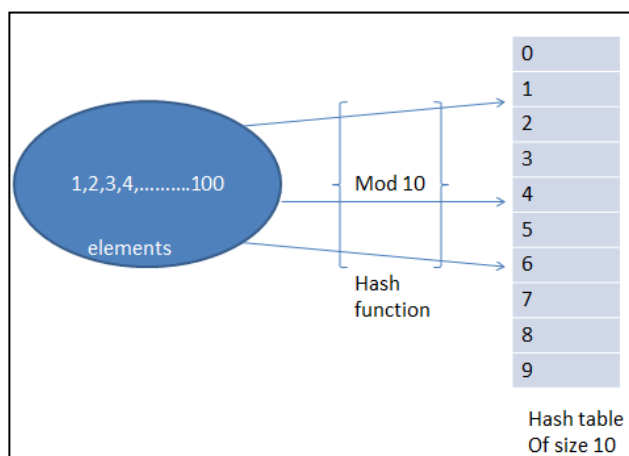 1,2,3,4,..........100
elements
Mod 10
Hash
function
0
1
2
3
4
5
6
7
8
9
Hash table
Of size 10